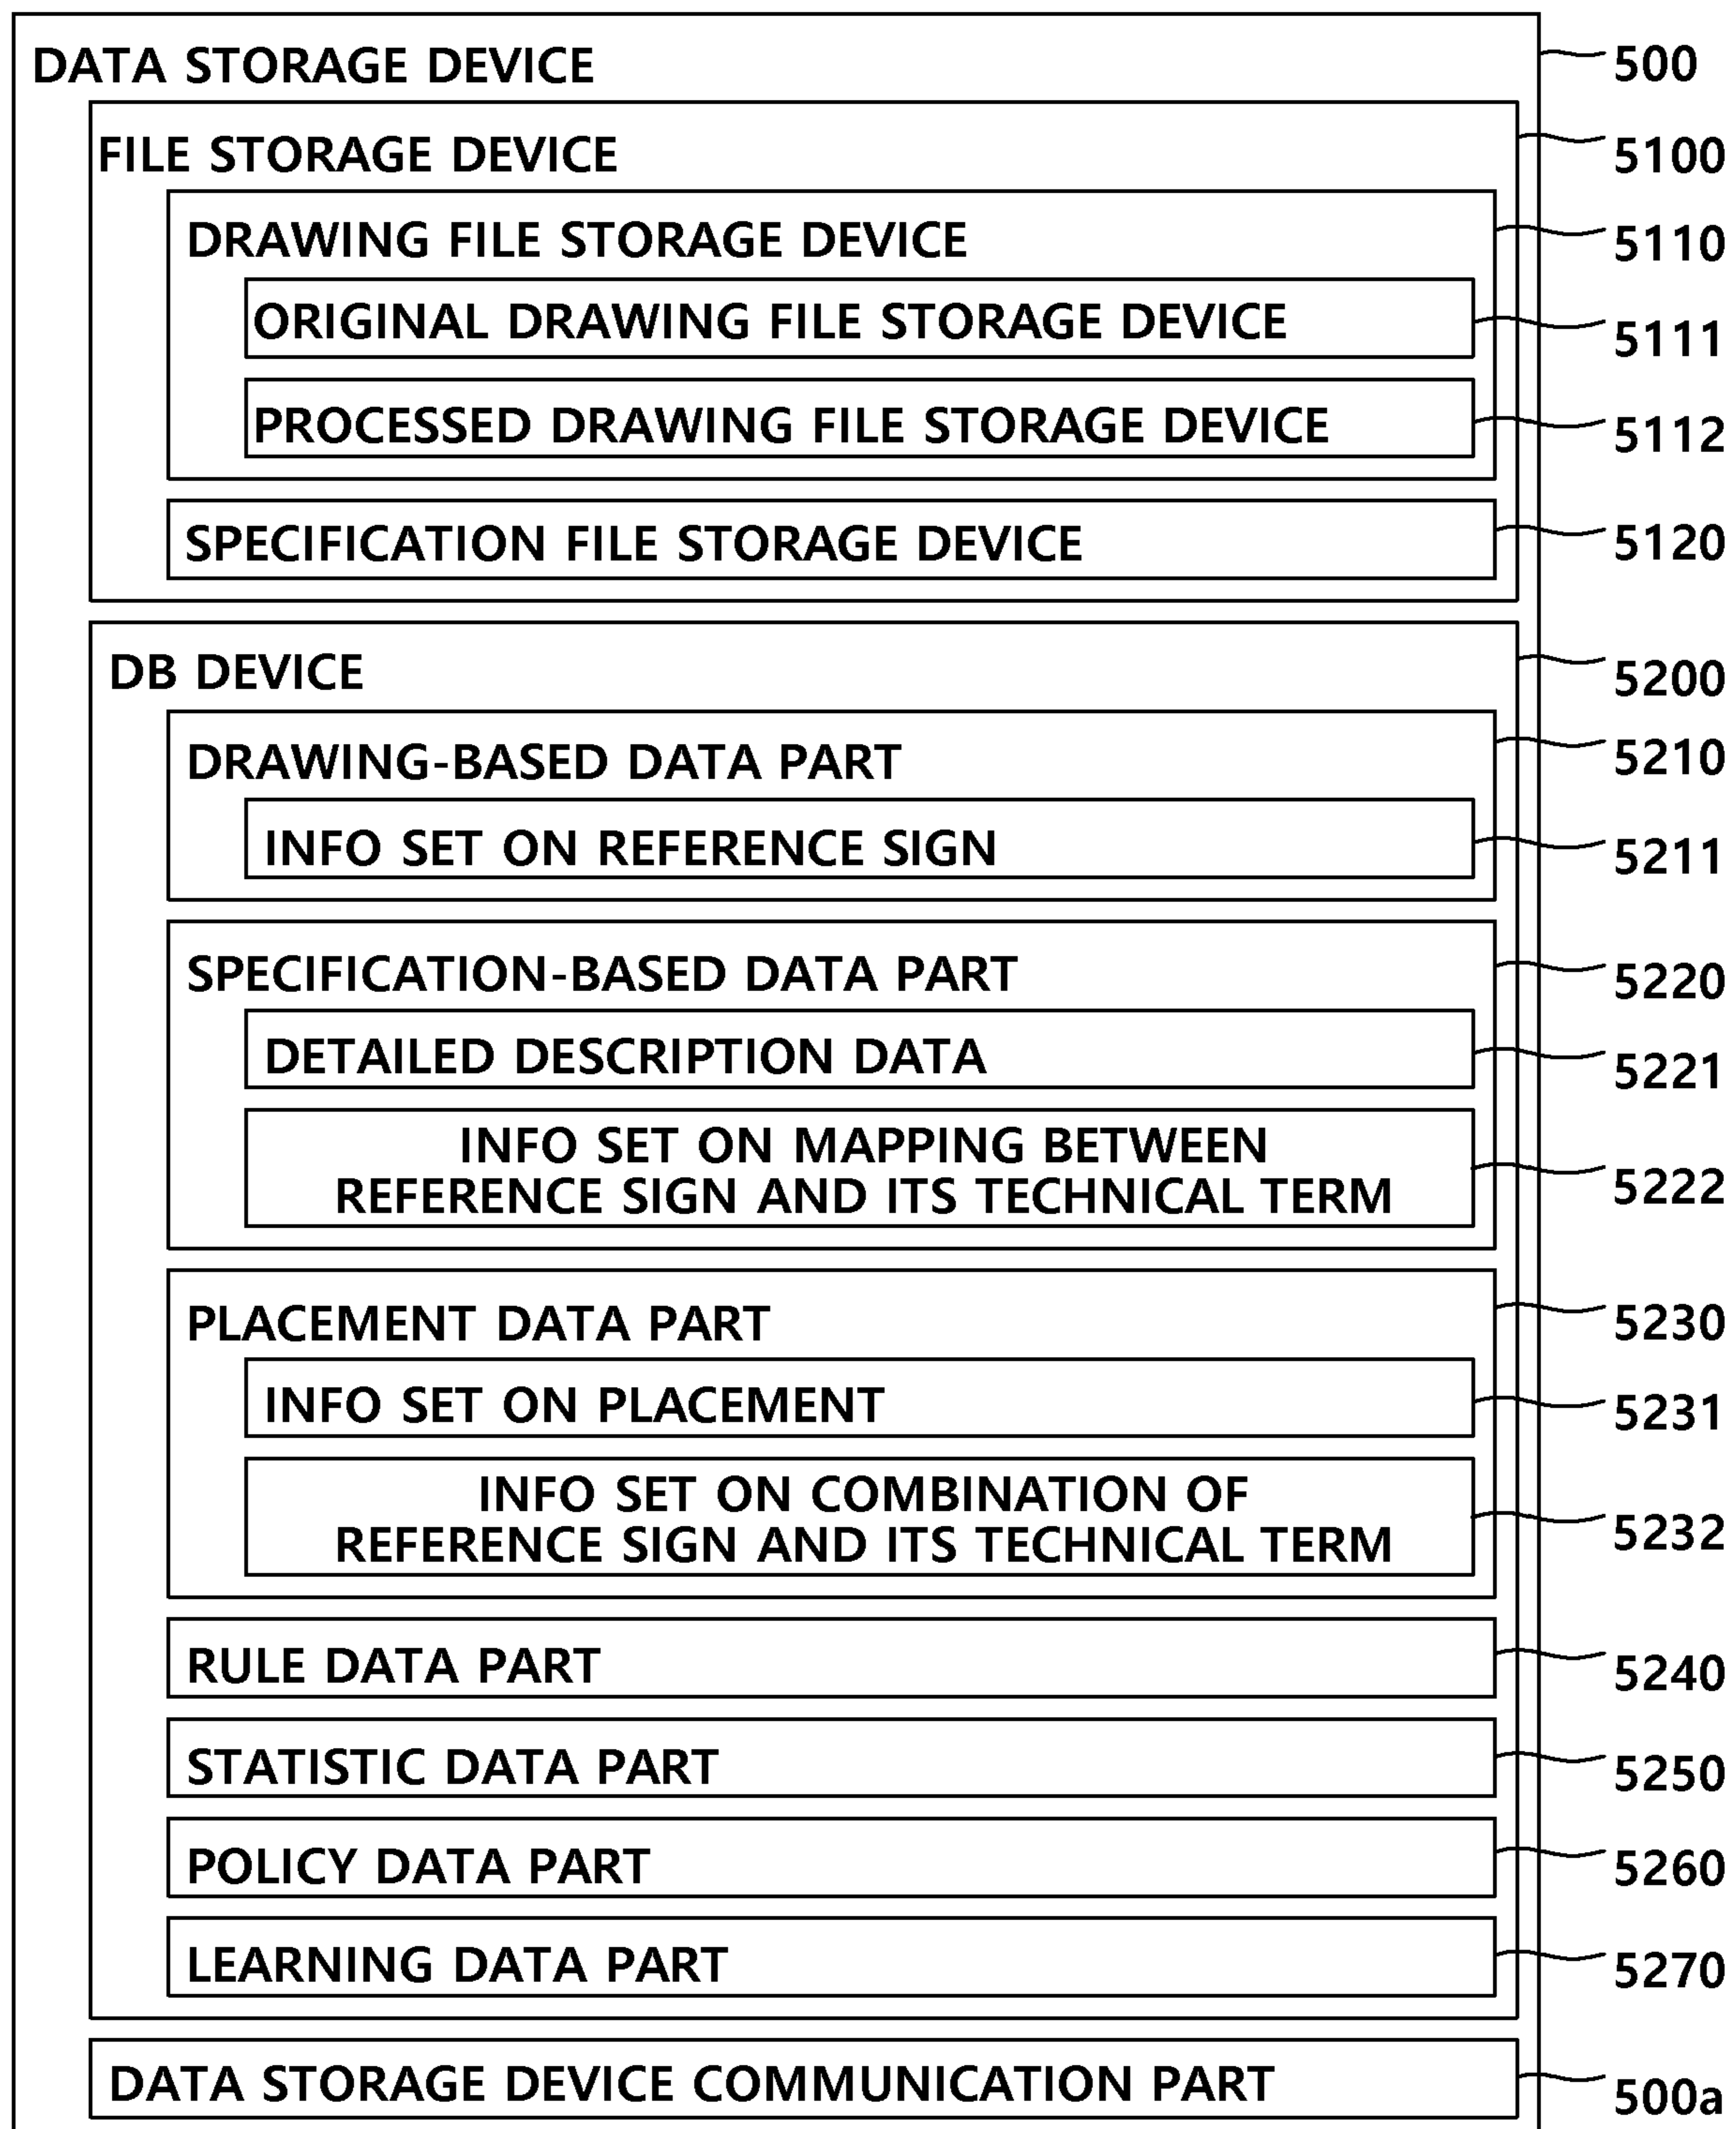 DATA STORAGE DEVICE 500
FILE STORAGE DEVICE 5100
DRAWING FILE STORAGE DEVICE 5110
ORIGINAL DRAWING FILE STORAGE DEVICE 5111
PROCESSED DRAWING FILE STORAGE DEVICE 5112
SPECIFICATION FILE STORAGE DEVICE 5120
DB DEVICE 5200
DRAWING-BASED DATA PART 5210
INFO SET ON REFERENCE SIGN 5211
SPECIFICATION-BASED DATA PART 5220
DETAILED DESCRIPTION DATA 5221
INFO SET ON MAPPING BETWEEN
REFERENCE SIGN AND ITS TECHNICAL TERM 5222
PLACEMENT DATA PART 5230
INFO SET ON PLACEMENT 5231
INFO SET ON COMBINATION OF
REFERENCE SIGN AND ITS TECHNICAL TERM 5232
RULE DATA PART 5240
STATISTIC DATA PART 5250
POLICY DATA PART 5260
LEARNING DATA PART 5270
DATA STORAGE DEVICE COMMUNICATION PART 500a